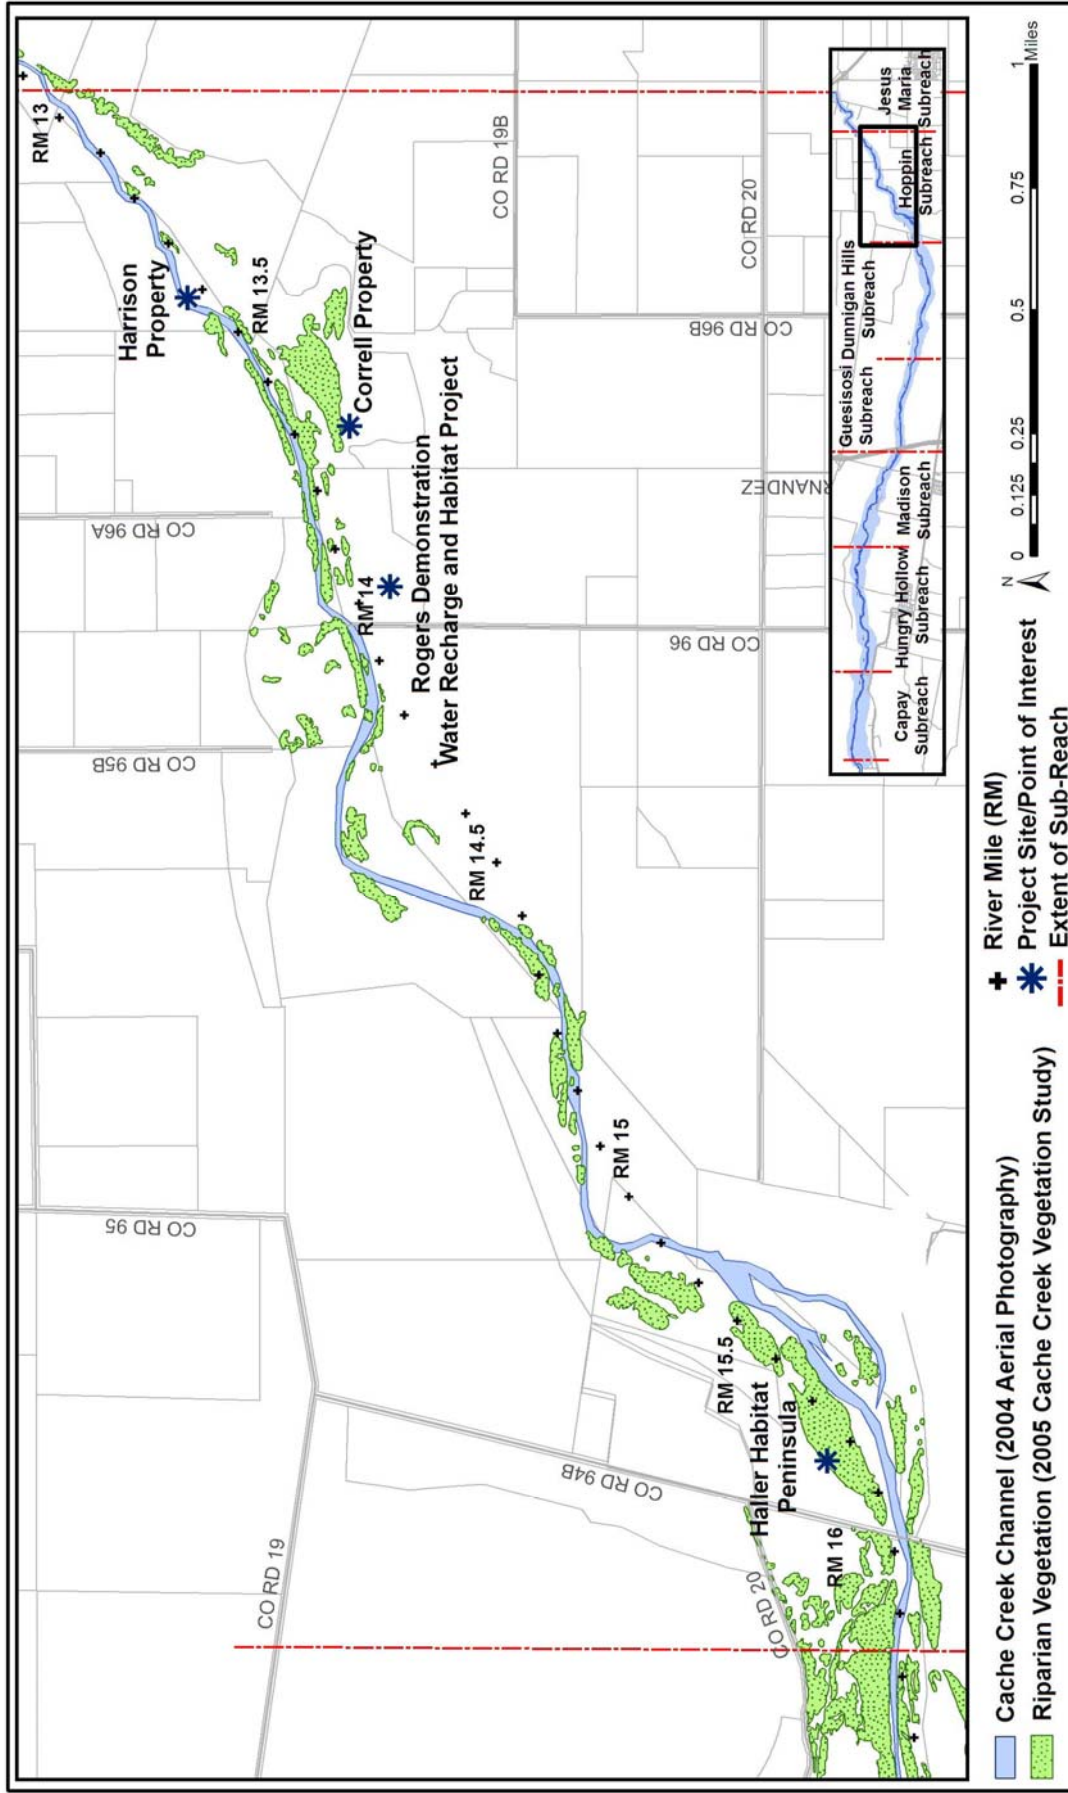 RM 13
Harrison
Property
RM 13.5
Correll Property
CO RD 19B
CO RD 20
CO RD 96B
CO RD 96A
RM 14
Rogers Demonstration
Water Recharge and Habitat Project
CO RD 96
CO RD 95B
RM 14.5
CO RD 95
RM 15
RM 15.5
Haller Habitat
Peninsula
CO RD 94B
RM 16
CO RD 19
CO RD 20
Capay
Subreach
Hungry Hollow
Subreach
Madison
Subreach
Guesisosi
Subreach
Dunnigan Hills
Subreach
Hoppin
Subreach
Jesus
Maria
Subreach
Cache Creek Channel (2004 Aerial Photography)
Riparian Vegetation (2005 Cache Creek Vegetation Study)
River Mile (RM)
Project Site/Point of Interest
Extent of Sub-Reach
N
0 0.125 0.25 0.5 0.75 1
Miles